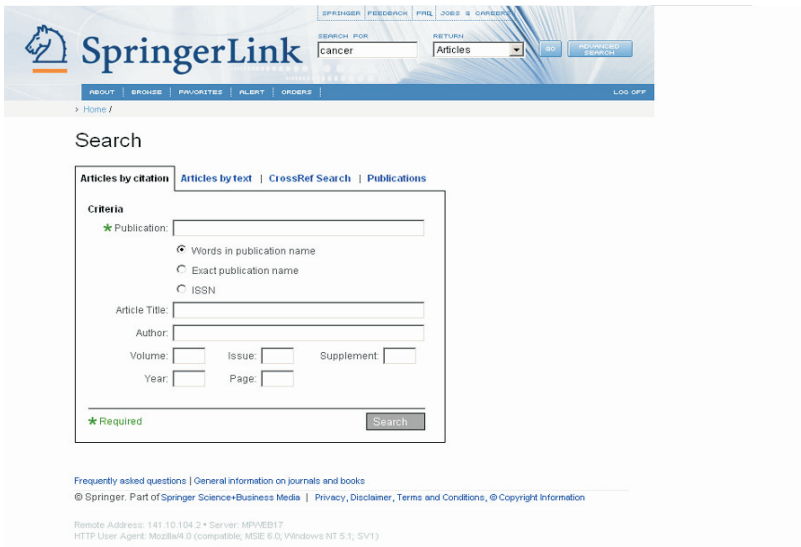 SPRINGER FEEDBACK FAQ JOBS & CAREERS
SpringerLink
SEARCH FOR RETURN
cancer Articles GO ADVANCED SEARCH
ABOUT | BROWSE | FAVORITES | ALERT | ORDERS | LOG OFF
> Home /
Search
Articles by citation Articles by text | CrossRef Search | Publications
Criteria
* Publication:
Words in publication name
Exact publication name
ISSN
Article Title:
Author:
Volume: Issue: Supplement:
Year: Page:
* Required Search
Frequently asked questions | General information on journals and books
© Springer. Part of Springer Science+Business Media | Privacy, Disclaimer, Terms and Conditions, © Copyright Information
Remote Address: 141.10.104.2 • Server: MPWEB17
HTTP User Agent: Mozilla/4.0 (compatible; MSIE 6.0; Windows NT 5.1; SV1)